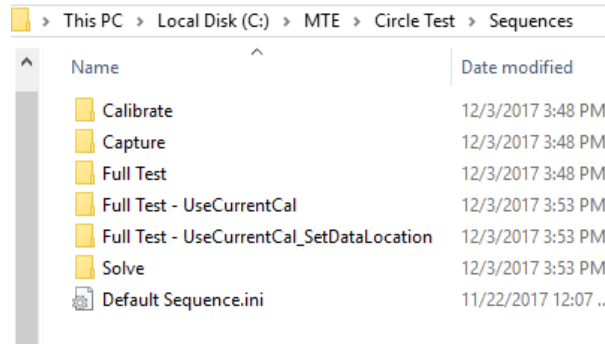 This PC > Local Disk (C:) > MTE > Circle Test > Sequences
Name Date modified
Calibrate 12/3/2017 3:48 PM
Capture 12/3/2017 3:48 PM
Full Test 12/3/2017 3:48 PM
Full Test - UseCurrentCal 12/3/2017 3:53 PM
Full Test - UseCurrentCal_SetDataLocation 12/3/2017 3:53 PM
Solve 12/3/2017 3:53 PM
Default Sequence.ini 11/22/2017 12:07 ..